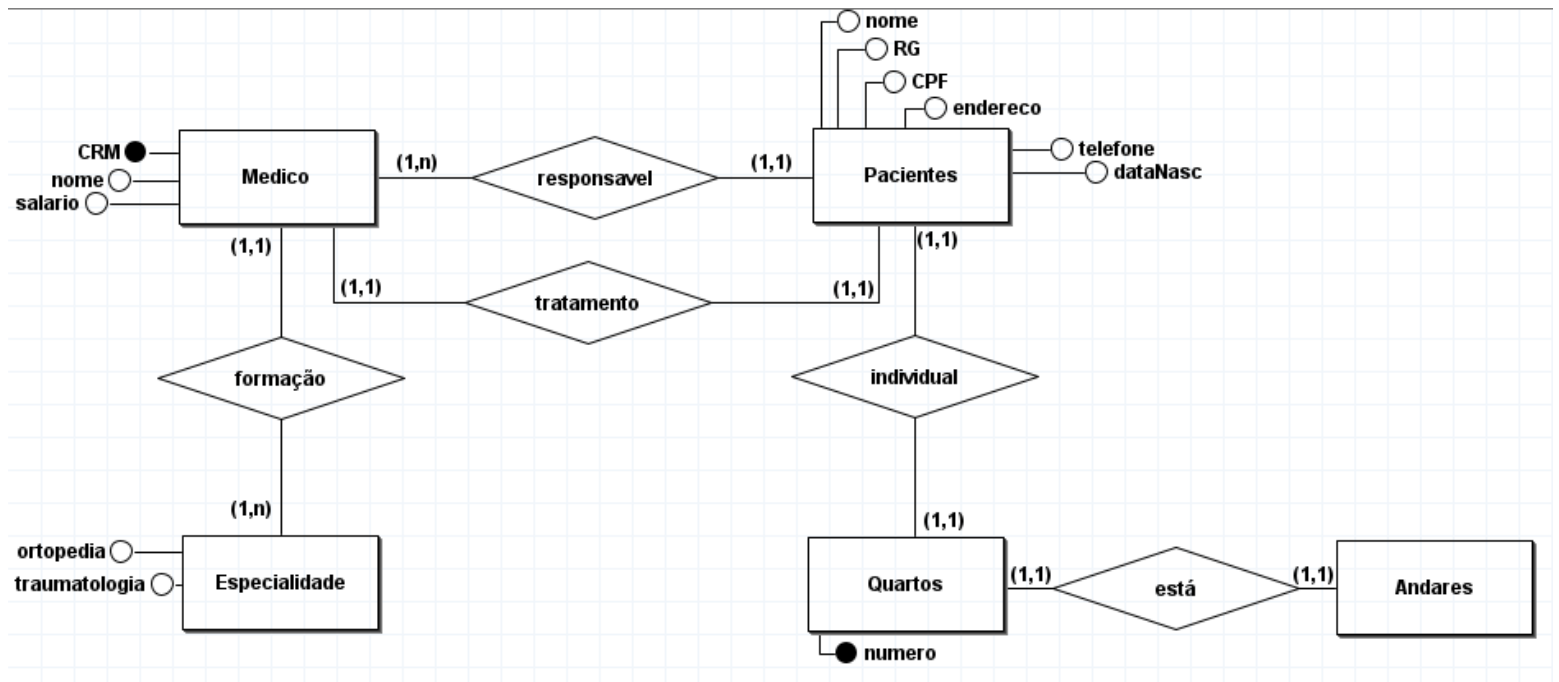 nome
RG
CPF
endereco
telefone
dataNasc
CRM
nome
salario
Medico
(1,n)
responsavel
(1,1)
Pacientes
(1,1)
(1,1)
tratamento
(1,1)
(1,1)
formação
individual
(1,n)
(1,1)
ortopedia
traumatologia
Especialidade
Quartos
(1,1)
está
(1,1)
Andares
numero